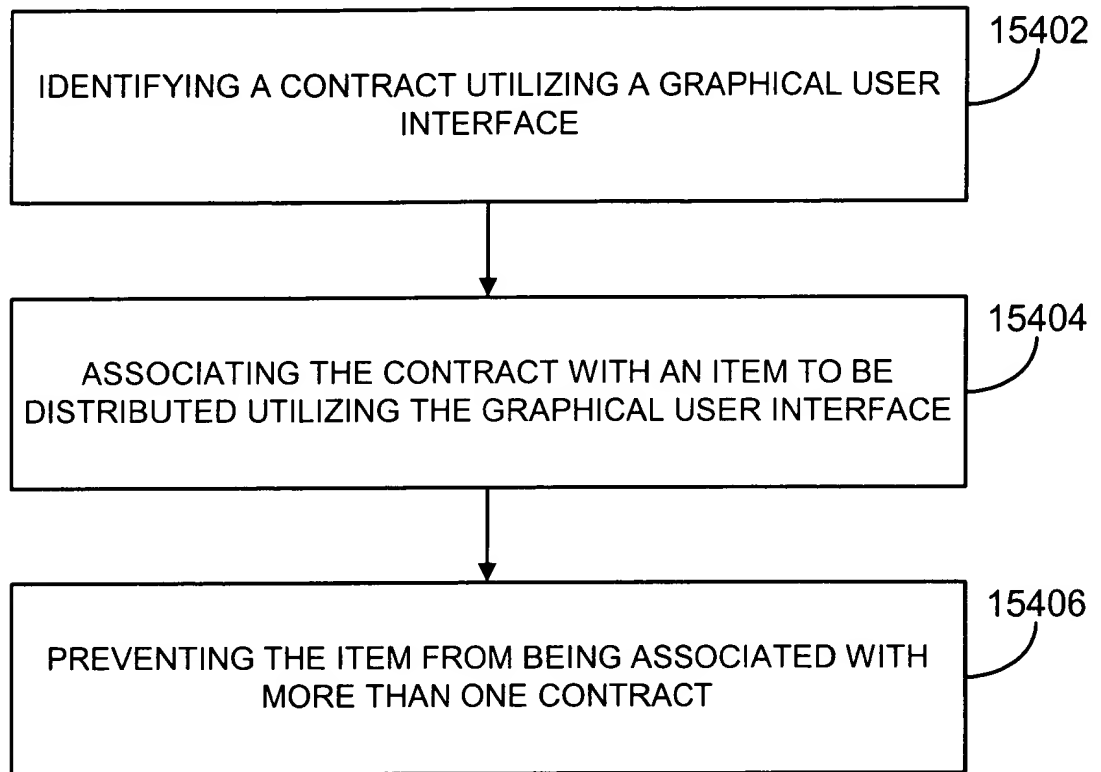 15402
IDENTIFYING A CONTRACT UTILIZING A GRAPHICAL USER
INTERFACE
15404
ASSOCIATING THE CONTRACT WITH AN ITEM TO BE
DISTRIBUTED UTILIZING THE GRAPHICAL USER INTERFACE
15406
PREVENTING THE ITEM FROM BEING ASSOCIATED WITH
MORE THAN ONE CONTRACT